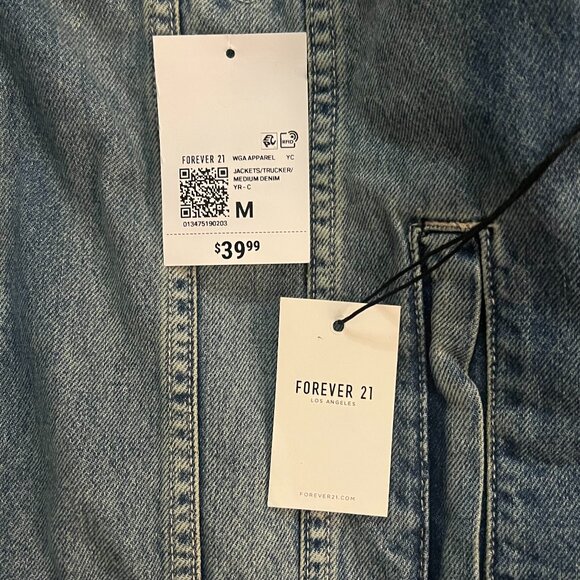 RFID
FOREVER 21 WGA APPAREL YC
JACKETS/TRUCKER/
MEDIUM DENIM
YR - C
M
013475190203
$39.99
FOREVER 21
LOS ANGELES
FOREVER21.COM